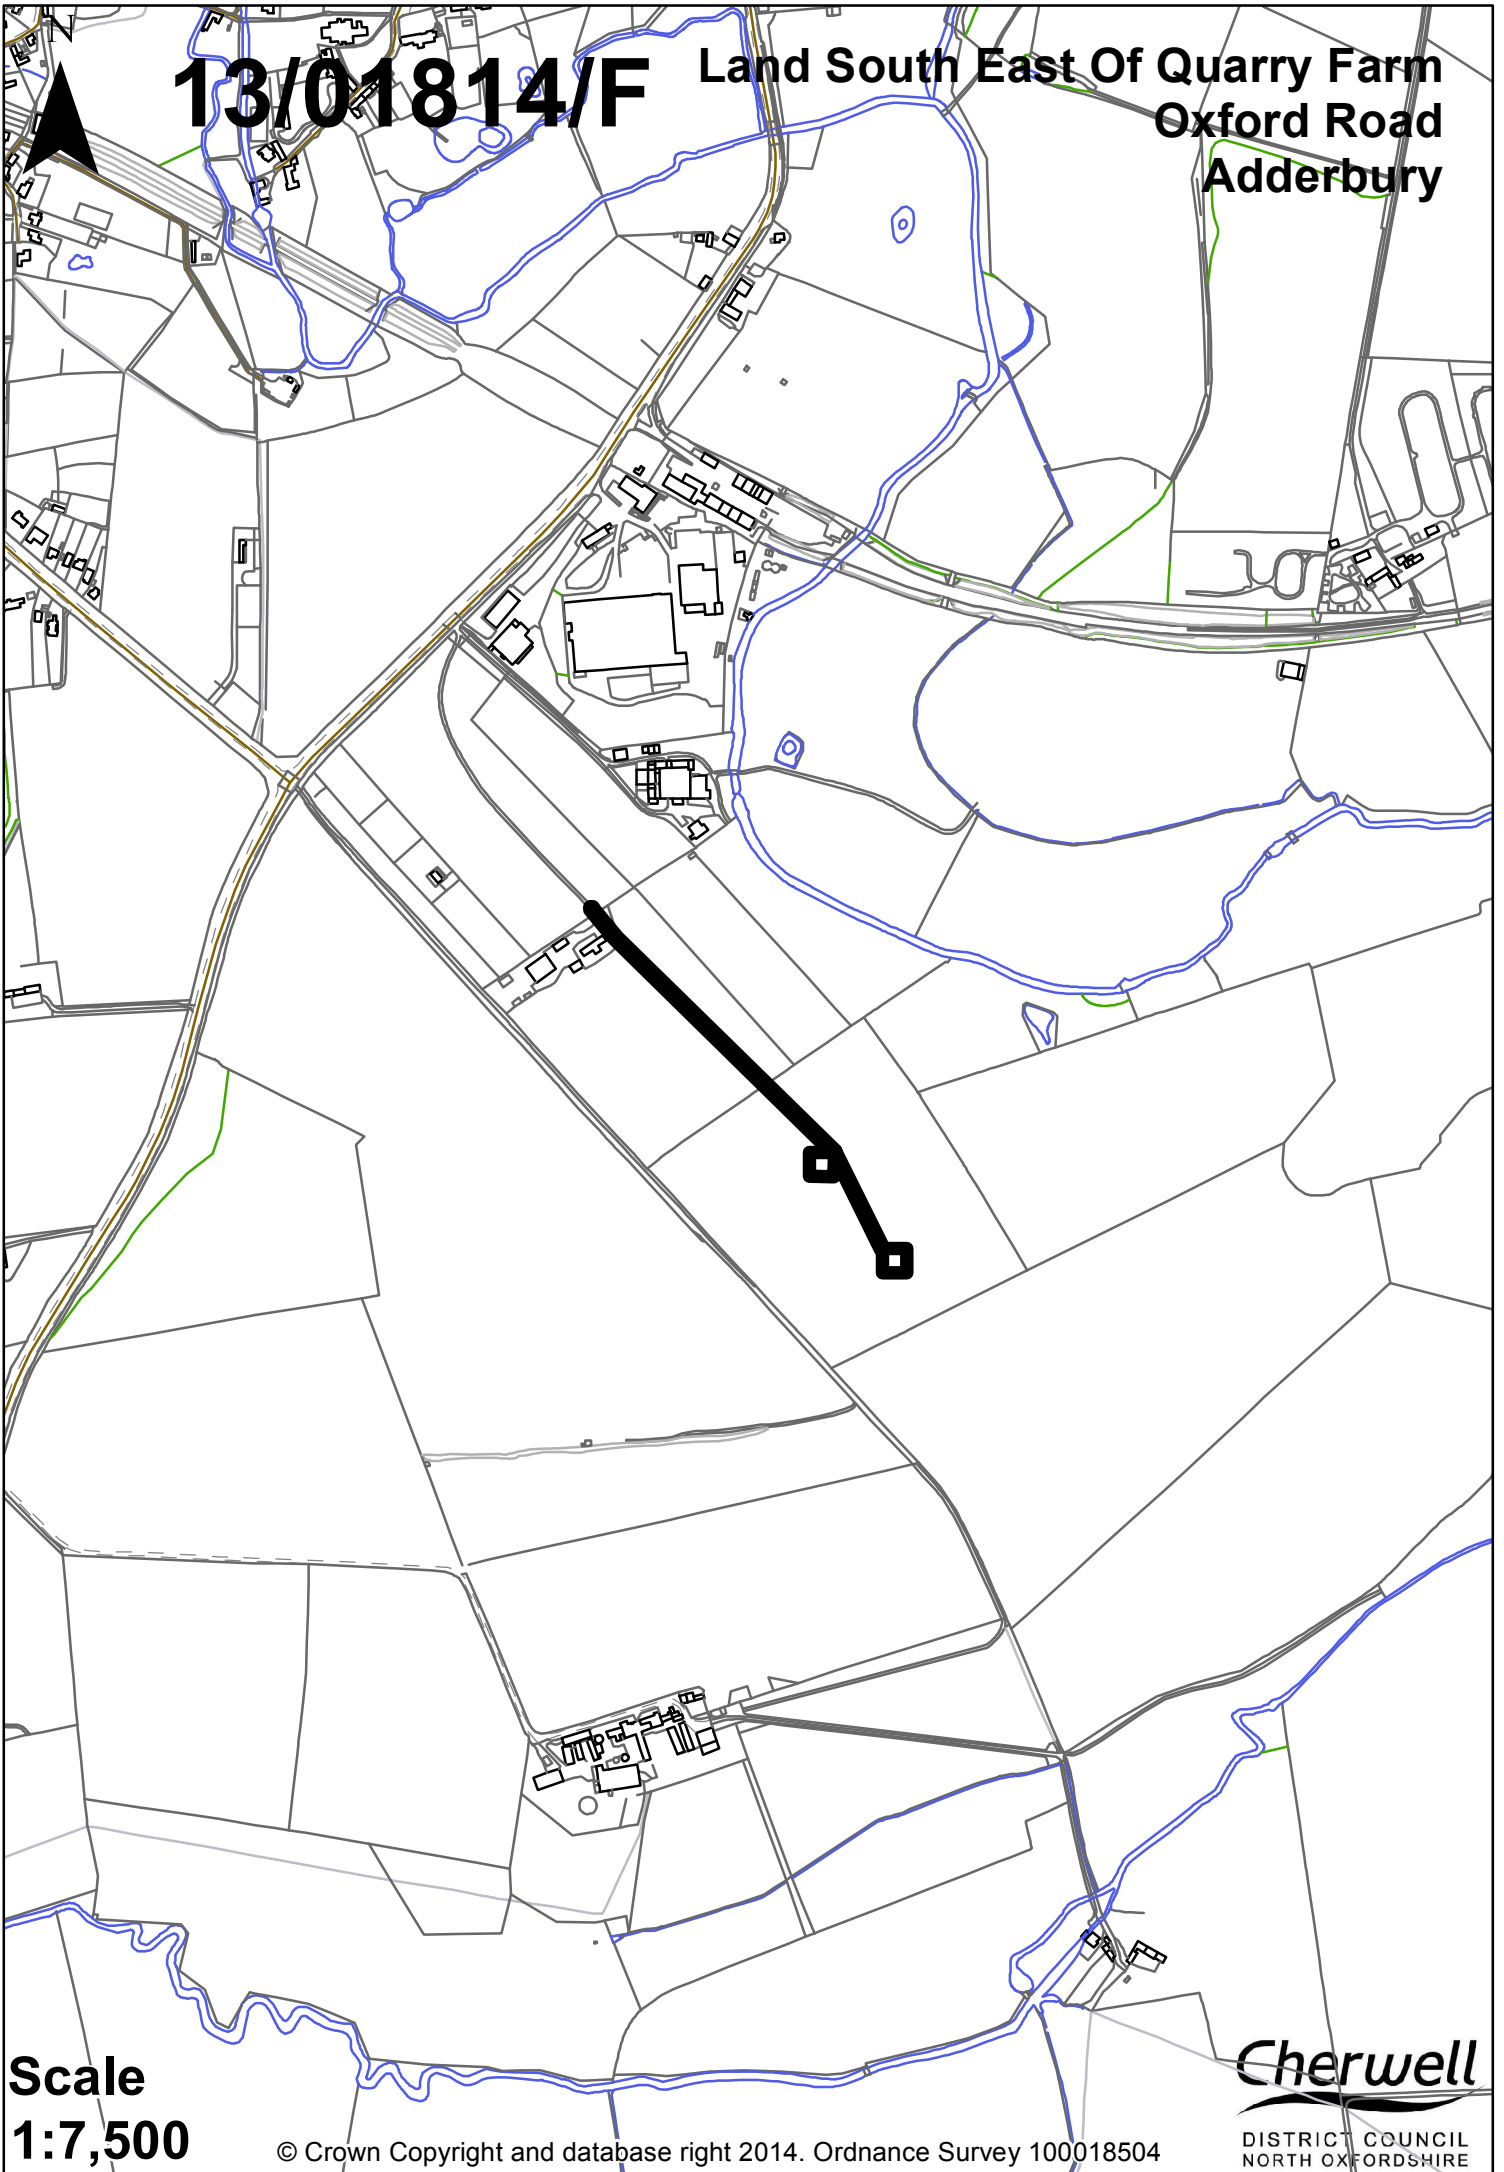 N
13/01814/F
Land South East Of Quarry Farm
Oxford Road
Adderbury
Scale
1:7,500
© Crown Copyright and database right 2014. Ordnance Survey 100018504
Cherwell
DISTRICT COUNCIL
NORTH OXFORDSHIRE